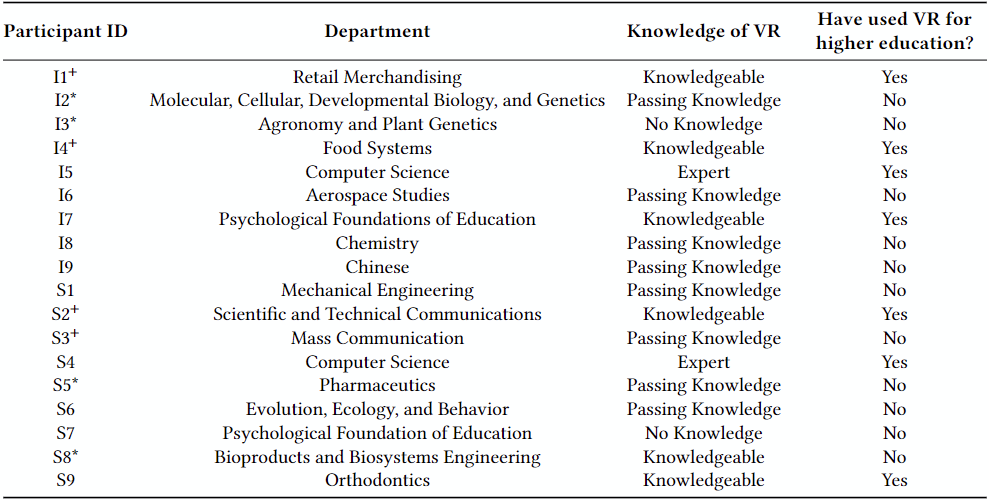 Participant ID Department Knowledge of VR Have used VR for higher education?
I1+ Retail Merchandising Knowledgeable Yes
I2* Molecular, Cellular, Developmental Biology, and Genetics Passing Knowledge No
I3* Agronomy and Plant Genetics No Knowledge No
I4+ Food Systems Knowledgeable Yes
I5 Computer Science Expert Yes
I6 Aerospace Studies Passing Knowledge No
I7 Psychological Foundations of Education Knowledgeable Yes
I8 Chemistry Passing Knowledge No
I9 Chinese Passing Knowledge No
S1 Mechanical Engineering Passing Knowledge No
S2+ Scientific and Technical Communications Knowledgeable Yes
S3+ Mass Communication Passing Knowledge No
S4 Computer Science Expert Yes
S5* Pharmaceutics Passing Knowledge No
S6 Evolution, Ecology, and Behavior Passing Knowledge No
S7 Psychological Foundation of Education No Knowledge No
S8* Bioproducts and Biosystems Engineering Knowledgeable No
S9 Orthodontics Knowledgeable Yes